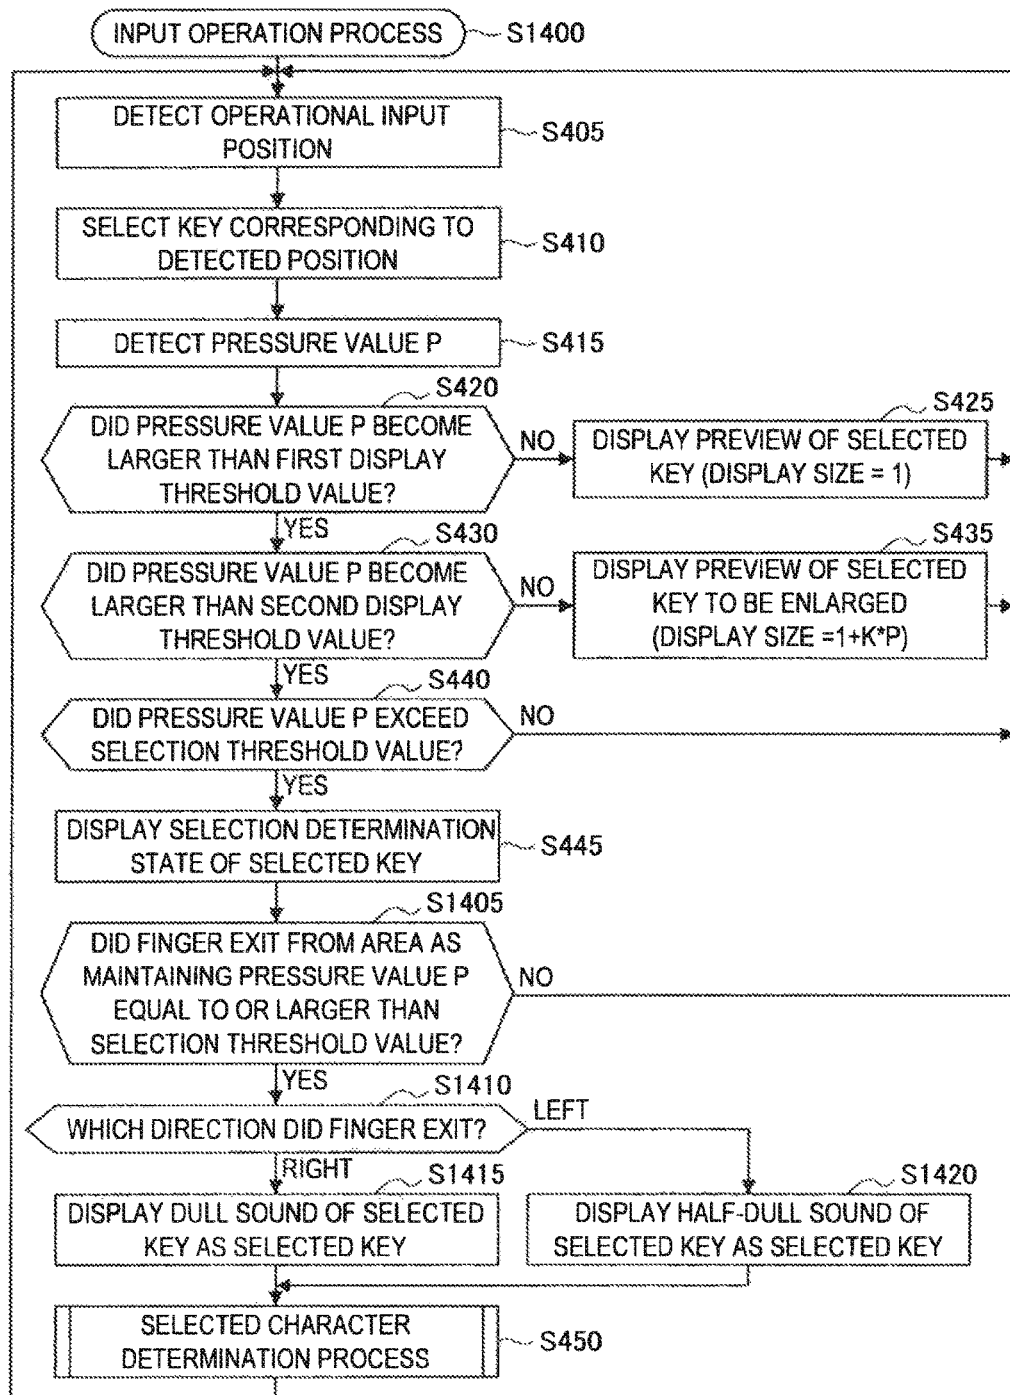 INPUT OPERATION PROCESS
S1400
DETECT OPERATIONAL INPUT
POSITION
S405
SELECT KEY CORRESPONDING TO
DETECTED POSITION
S410
DETECT PRESSURE VALUE P
S415
S420
DID PRESSURE VALUE P BECOME
LARGER THAN FIRST DISPLAY
THRESHOLD VALUE?
NO
S425
DISPLAY PREVIEW OF SELECTED
KEY (DISPLAY SIZE = 1)
YES
S430
DID PRESSURE VALUE P BECOME
LARGER THAN SECOND DISPLAY
THRESHOLD VALUE?
NO
S435
DISPLAY PREVIEW OF SELECTED
KEY TO BE ENLARGED
(DISPLAY SIZE =1+K*P)
YES
S440
DID PRESSURE VALUE P EXCEED
SELECTION THRESHOLD VALUE?
NO
YES
DISPLAY SELECTION DETERMINATION
STATE OF SELECTED KEY
S445
S1405
DID FINGER EXIT FROM AREA AS
MAINTAINING PRESSURE VALUE P
EQUAL TO OR LARGER THAN
SELECTION THRESHOLD VALUE?
NO
YES
S1410
WHICH DIRECTION DID FINGER EXIT?
LEFT
RIGHT
S1415
DISPLAY DULL SOUND OF SELECTED
KEY AS SELECTED KEY
S1420
DISPLAY HALF-DULL SOUND OF
SELECTED KEY AS SELECTED KEY
SELECTED CHARACTER
DETERMINATION PROCESS
S450